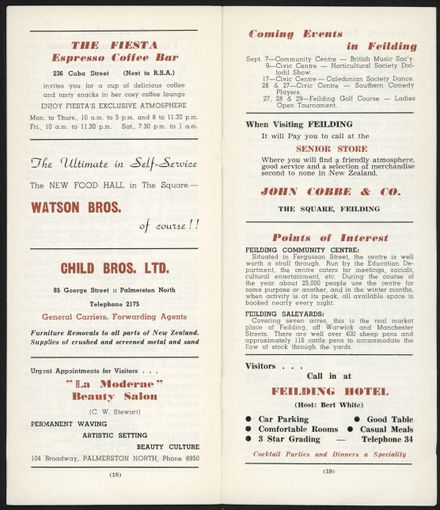 THE FIESTA
Espresso Coffee Bar
236 Cuba Street (Next to R.S.A.)
invites you for a cup of delicious coffee
and tasty snacks in her cosy coffee lounge
ENJOY FIESTA'S EXCLUSIVE ATMOSPHERE
Mon. to Thurs., 10 a.m. to 5 p.m. and 8 to 11.33 p.m.
Fri., 10 a.m. to 11.30 p.m. Sat., 7.30 p.m. to 1 a.m.
The Ultimate in Self-Service
The NEW FOOD HALL in The Square —
WATSON BROS.
of course!!
CHILD BROS. LTD.
85 George Street :: Palmerston North
Telephone 2175
General Carriers. Forwarding Agents
Furniture Removals to all parts of New Zealand.
Supplies of crushed and screened metal and sand
Urgent Appointments for Visitors . . .
"La Moderne"
Beauty Salon
(C. W. Stewart)
PERMANENT WAVING
ARTISTIC SETTING
BEAUTY CULTURE
104 Broadway, PALMERSTON NORTH, Phone 6950
(18)
Coming Events
in Feilding
Sept. 7—Community Centre — British Music Soc'y.
9—Civic Centre — Horticultural Society Daf-
fodil Show.
17—Civic Centre — Caledonian Society Dance.
26 & 27—Civic Centre — Southern Comedy
Players.
27, 28 & 29—Feilding Golf Course — Ladies
Open Tournament.
When Visiting FEILDING
It will Pay you to call at the
SENIOR STORE
Where you will find a friendly atmosphere,
good service and a selection of merchandise
second to none in New Zealand.
JOHN COBBE & CO.
THE SQUARE, FEILDING
Points of Interest
FEILDING COMMUNITY CENTRE:
Situated in Fergusson Street, the centre is well
worth a stroll through. Run by the Education De-
partment, the centre caters for meetings, socials,
cultural entertainment, etc. During the course of
the year about 25,000 people use the centre for
some purpose or another, and in the winter months,
when activity is at its peak, all available space is
booked nearly every night.
FEILDING SALEYARDS:
Covering seven acres, this is the real market
place of Feilding, off Warwick and Manchester
Streets. There are well over 400 sheep pens and
approximately 116 cattle pens to accommodate the
flow of stock through the yards.
Visitors . . .
Call in at
FEILDING HOTEL
(Host: Bert White)
● Car Parking ● Good Table
● Comfortable Rooms ● Casual Meals
● 3 Star Grading — Telephone 34
Cocktail Parties and Dinners a Speciality
(19)